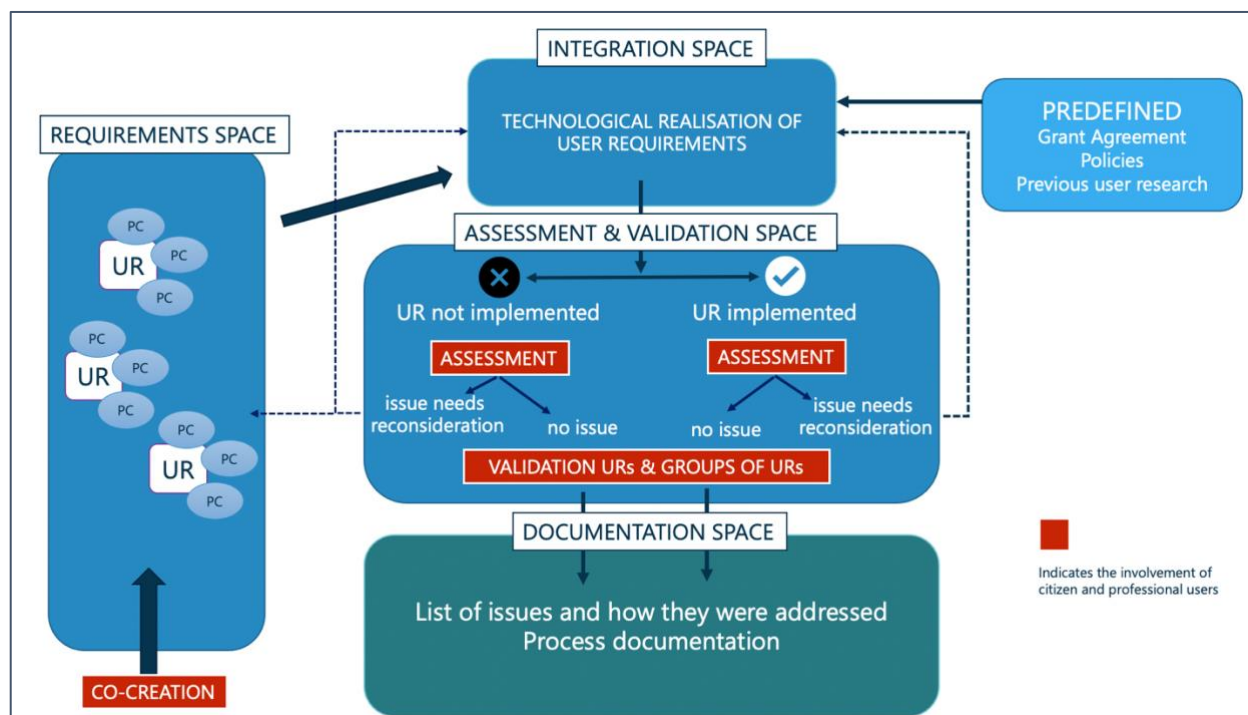 INTEGRATION SPACE
TECHNOLOGICAL REALISATION OF
USER REQUIREMENTS
PREDEFINED
Grant Agreement
Policies
Previous user research
REQUIREMENTS SPACE
PC
UR
PC
PC
PC
UR
PC
PC
PC
UR
PC
PC
CO-CREATION
ASSESSMENT & VALIDATION SPACE
UR not implemented
UR implemented
ASSESSMENT
ASSESSMENT
issue needs
reconsideration
no issue
no issue
issue needs
reconsideration
VALIDATION URs & GROUPS OF URs
DOCUMENTATION SPACE
List of issues and how they were addressed
Process documentation
Indicates the involvement of
citizen and professional users